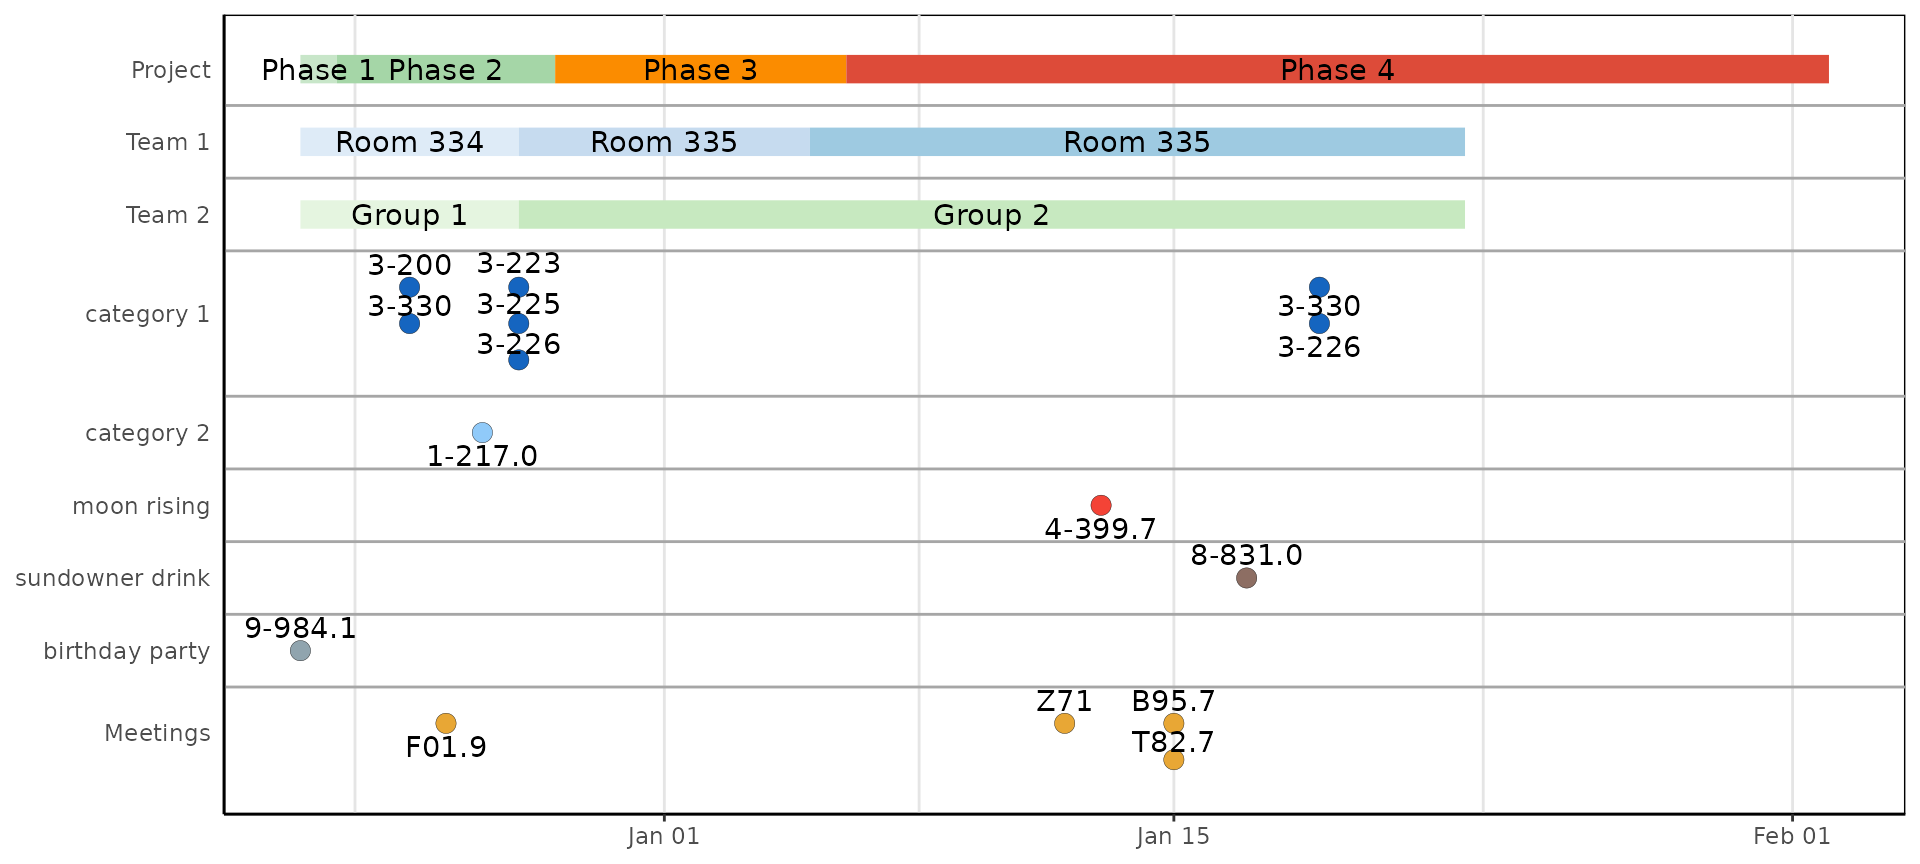 Project
Phase 1
Phase 2
Phase 3
Phase 4
Team 1
Room 334
Room 335
Room 335
Team 2
Group 1
Group 2
category 1
3-200
3-330
3-223
3-225
3-226
3-330
3-226
category 2
1-217.0
moon rising
4-399.7
sundowner drink
8-831.0
birthday party
9-984.1
Meetings
F01.9
Z71
B95.7
T82.7
Jan 01
Jan 15
Feb 01